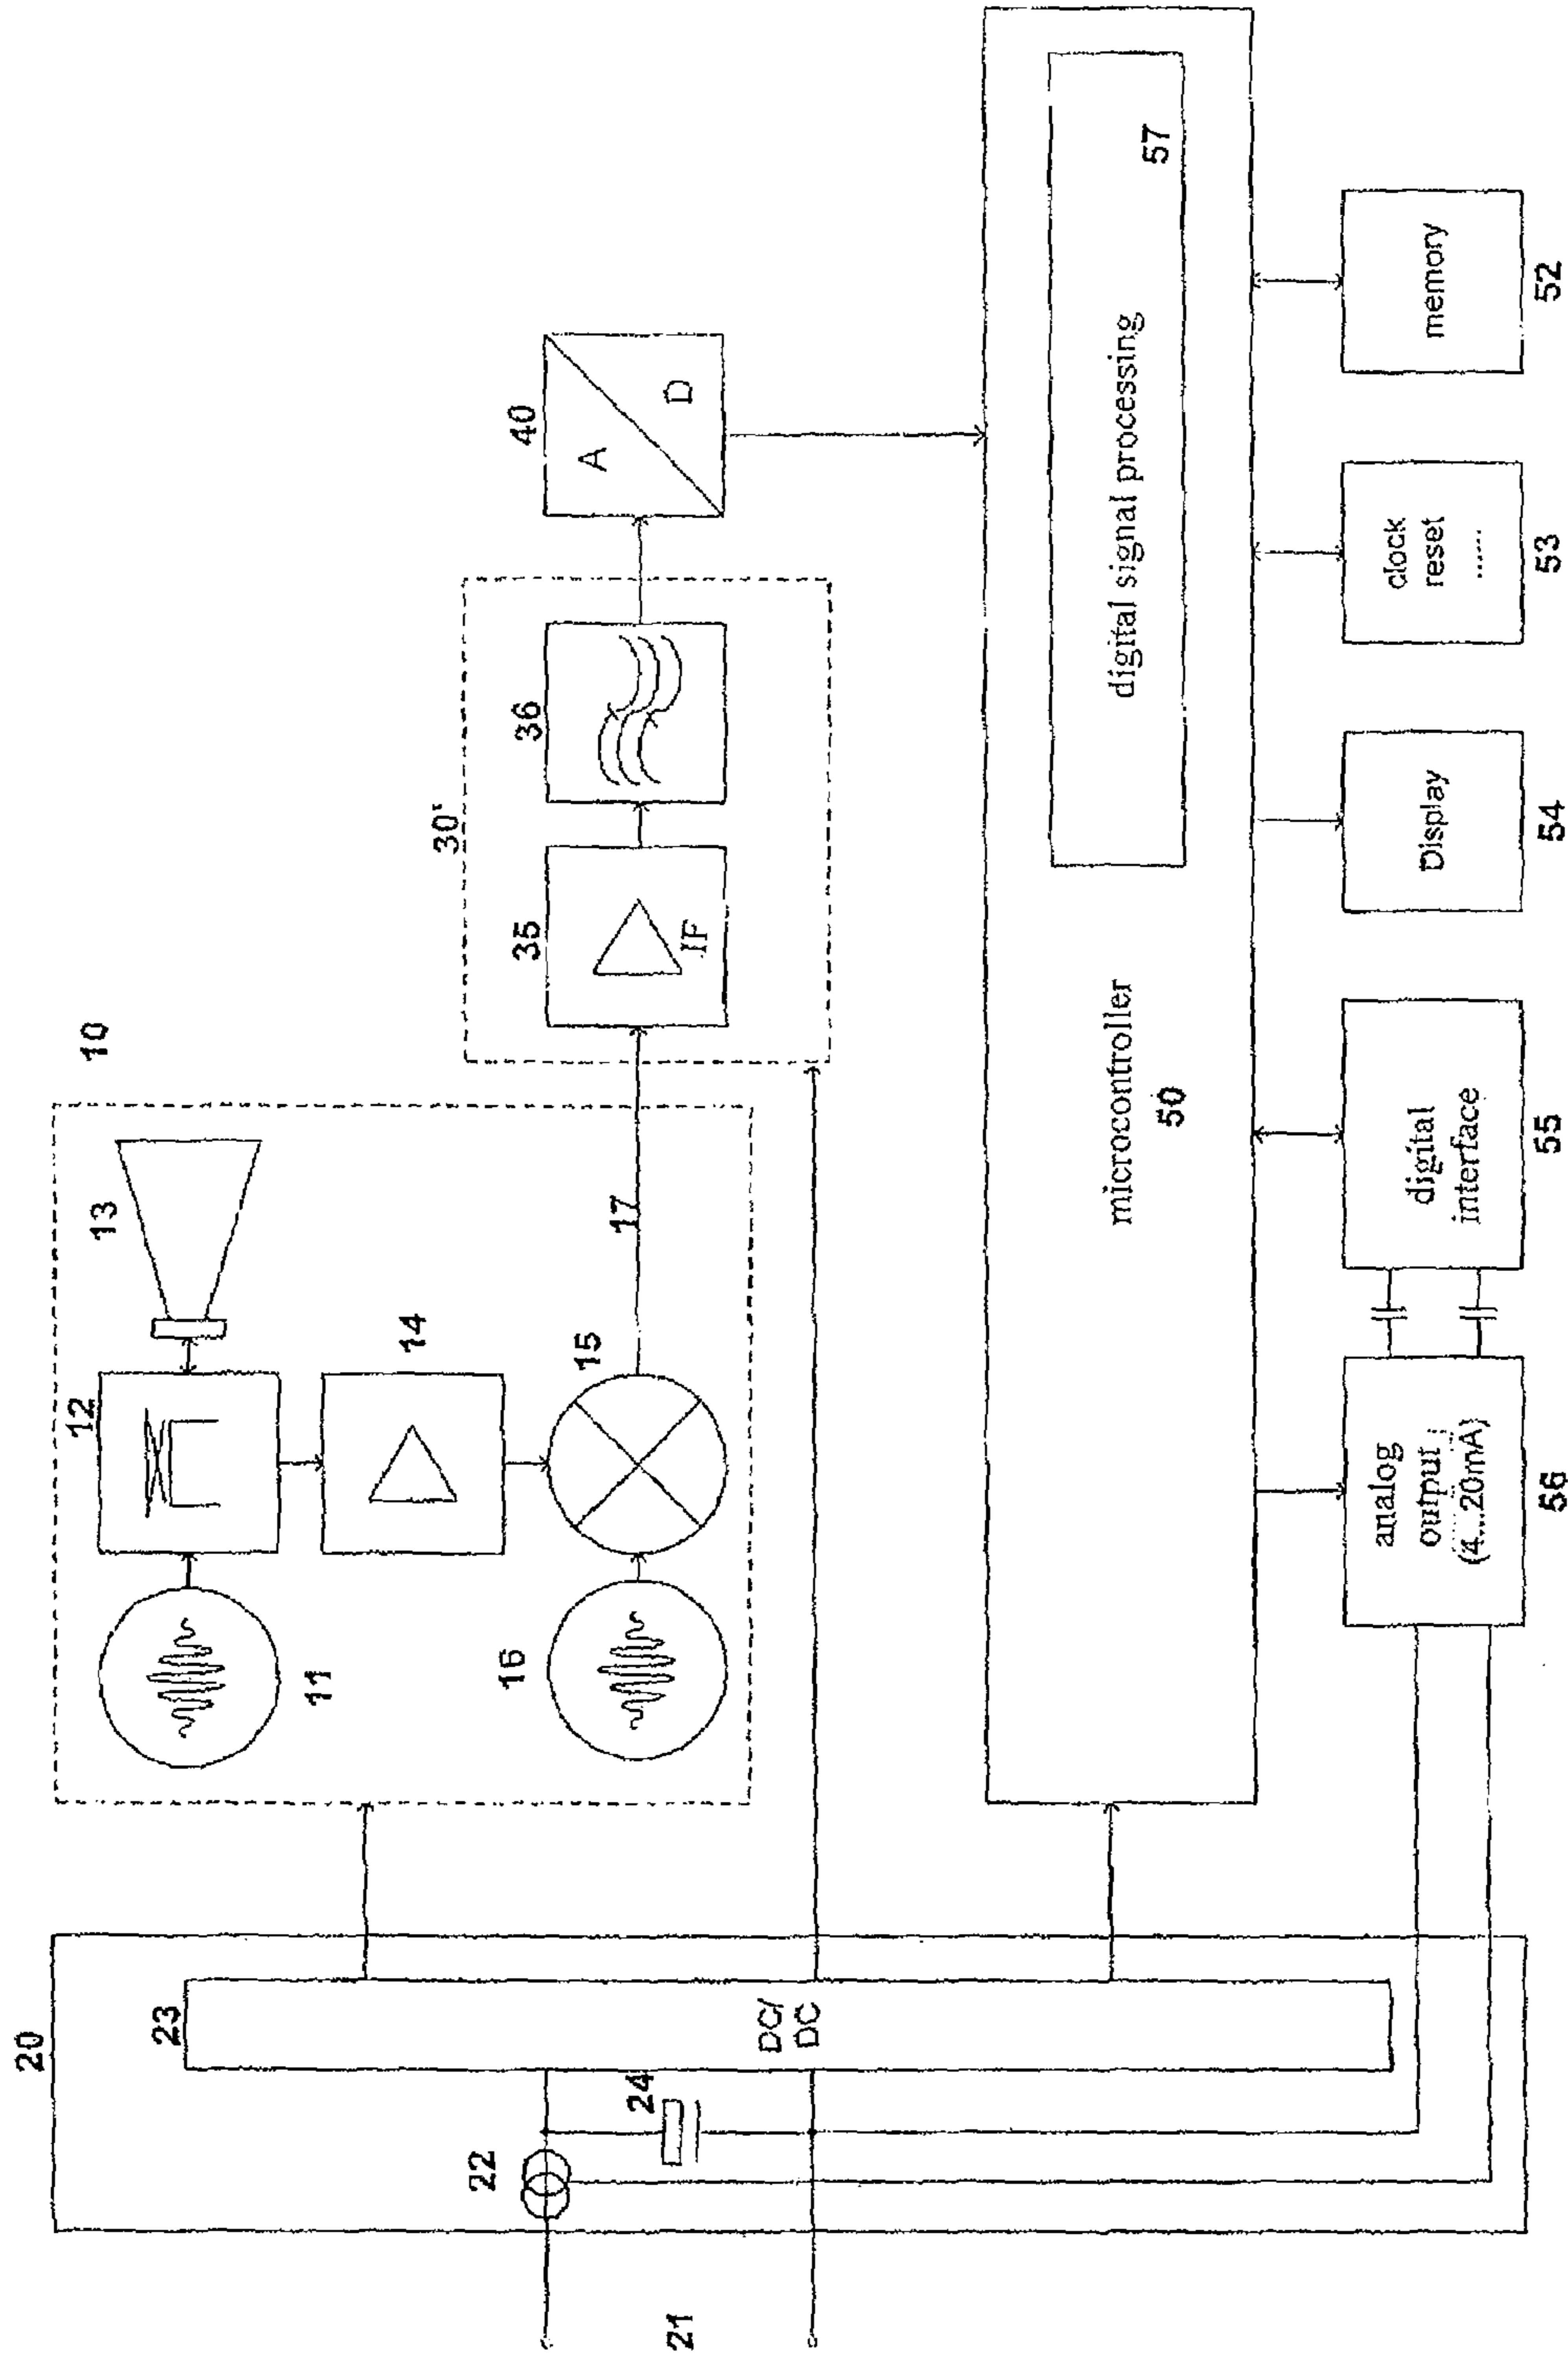 20
23
22
24
21
DC/
DC
10
11
12
13
14
15
16
17
30'
35
IF
36
40
A
D
microcontroller
50
digital signal processing
57
analog
output
(4...20mA)
56
digital
interface
55
Display
54
clock
reset
......
53
memory
52